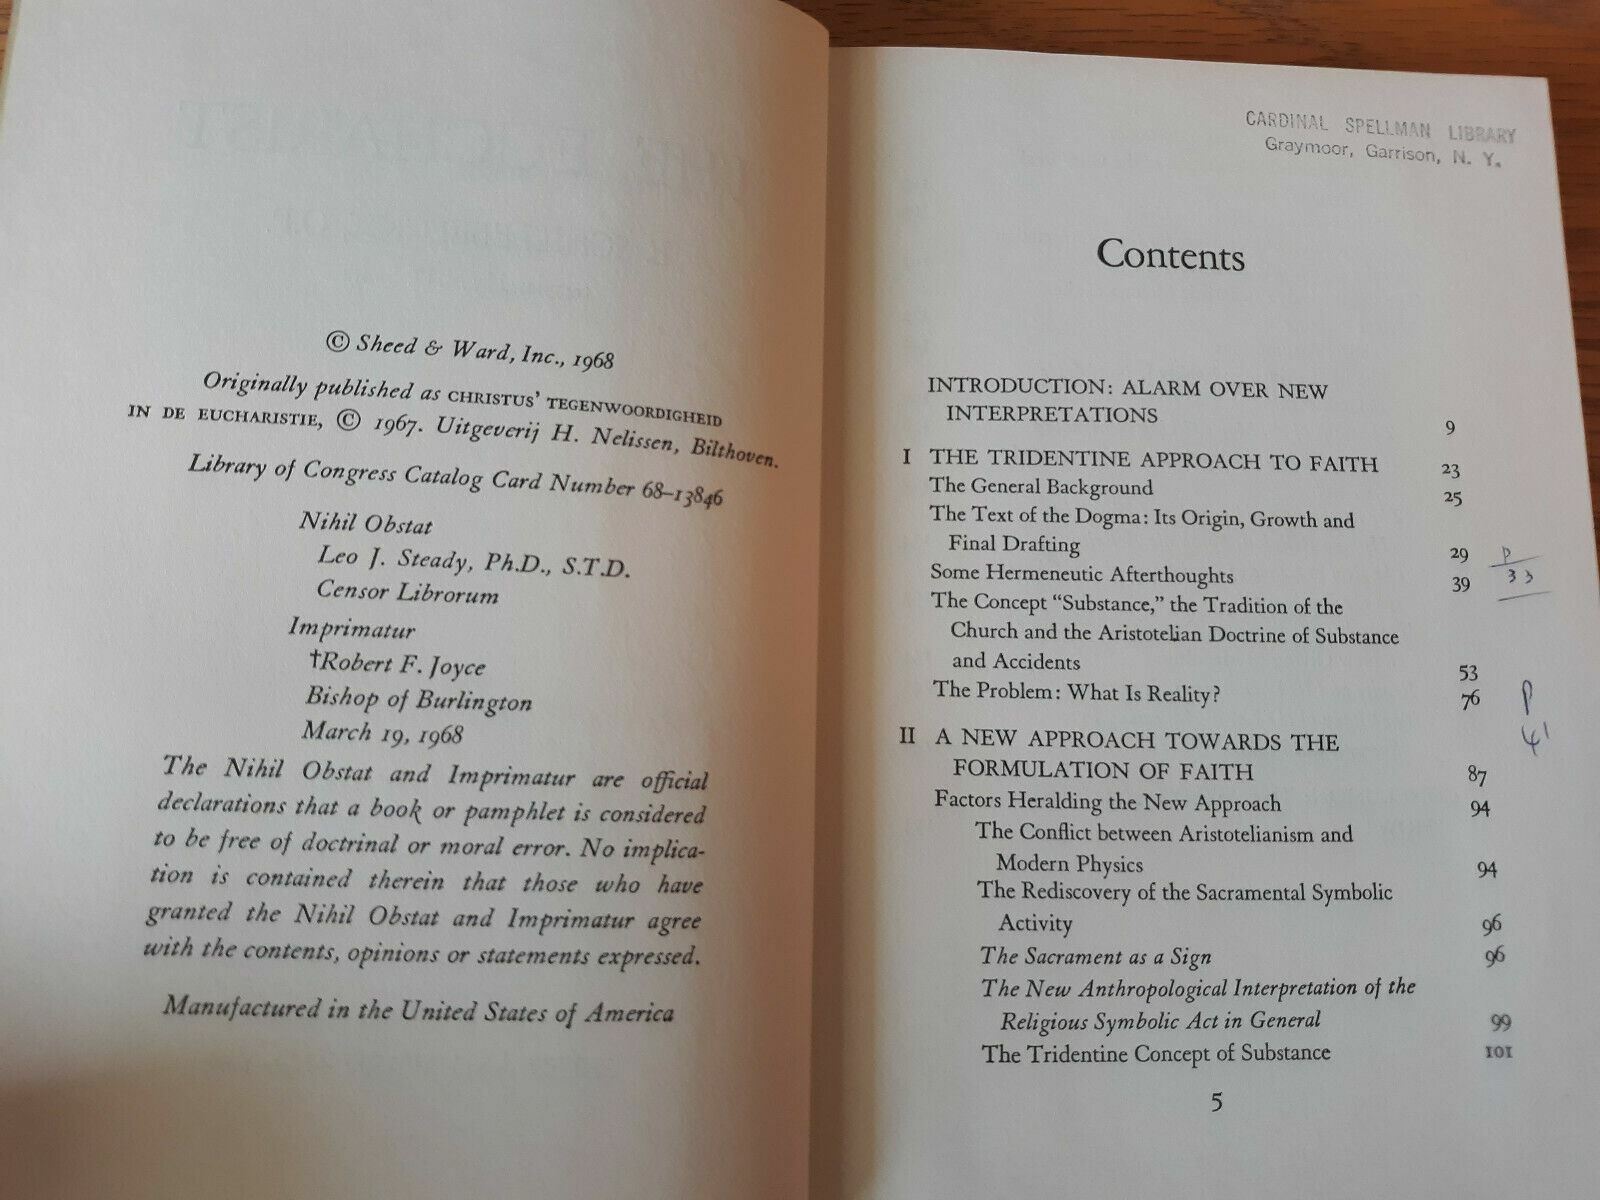 © Sheed & Ward, Inc., 1968
Originally published as CHRISTUS' TEGENWOORDIGHEID
IN DE EUCHARISTIE, © 1967. Uitgeverij H. Nelissen, Bilthoven.
Library of Congress Catalog Card Number 68–13846
Nihil Obstat
Leo J. Steady, Ph.D., S.T.D.
Censor Librorum
Imprimatur
†Robert F. Joyce
Bishop of Burlington
March 19, 1968
The Nihil Obstat and Imprimatur are official
declarations that a book or pamphlet is considered
to be free of doctrinal or moral error. No implica-
tion is contained therein that those who have
granted the Nihil Obstat and Imprimatur agree
with the contents, opinions or statements expressed.
Manufactured in the United States of America
CARDINAL SPELLMAN LIBRARY
Graymoor, Garrison, N. Y.
Contents
INTRODUCTION: ALARM OVER NEW
INTERPRETATIONS 9
I THE TRIDENTINE APPROACH TO FAITH 23
The General Background 25
The Text of the Dogma: Its Origin, Growth and
Final Drafting 29
P
33
Some Hermeneutic Afterthoughts 39
The Concept “Substance,” the Tradition of the
Church and the Aristotelian Doctrine of Substance
and Accidents 53
The Problem: What Is Reality? 76
P
41
II A NEW APPROACH TOWARDS THE
FORMULATION OF FAITH 87
Factors Heralding the New Approach 94
The Conflict between Aristotelianism and
Modern Physics 94
The Rediscovery of the Sacramental Symbolic
Activity 96
The Sacrament as a Sign 96
The New Anthropological Interpretation of the
Religious Symbolic Act in General 99
The Tridentine Concept of Substance 101
5